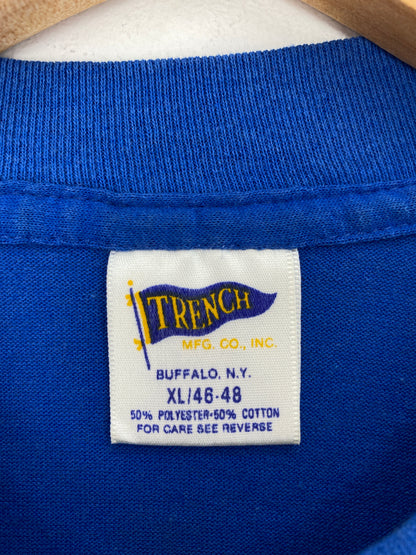 TRENCH
MFG. CO., INC.
BUFFALO, N.Y.
XL/46-48
50% POLYESTER•50% COTTON
FOR CARE SEE REVERSE